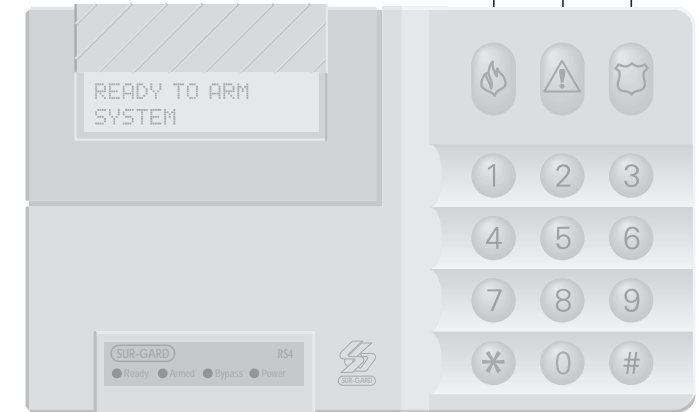 READY TO ARM
SYSTEM
1 2 3
4 5 6
7 8 9
* 0 #
SUR-GARD RS4
Ready Armed Bypass Power
SUR-GARD